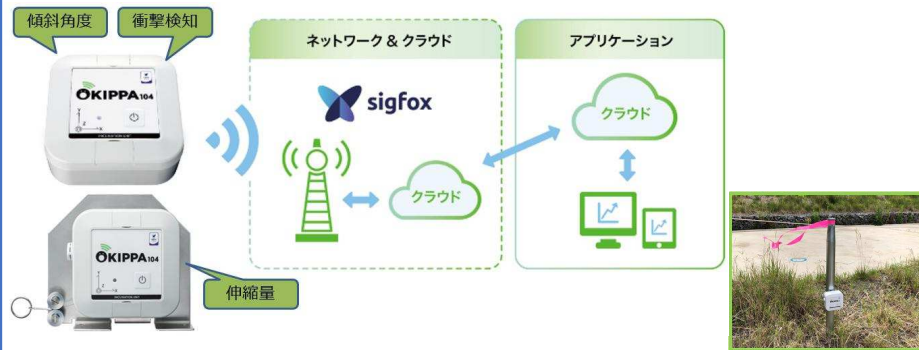 傾斜角度
衝撃検知
OKIPPA104
Y
Z
X
INCLINATION UNIT
OKIPPA104
伸縮量
ネットワーク & クラウド
sigfox
クラウド
アプリケーション
クラウド